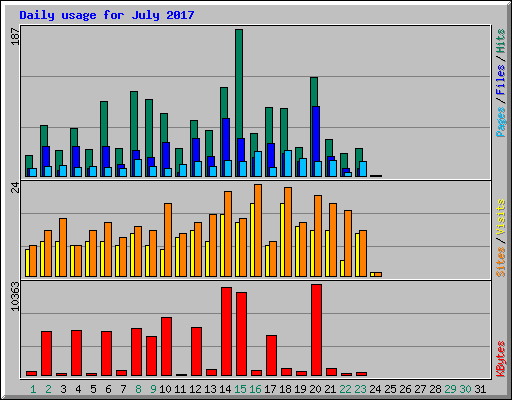 Daily usage for July 2017
187
24
10363
Pages / Files / Hits
Sites / Visits
KBytes
1 2 3 4 5 6 7 8 9 10 11 12 13 14 15 16 17 18 19 20 21 22 23 24 25 26 27 28 29 30 31